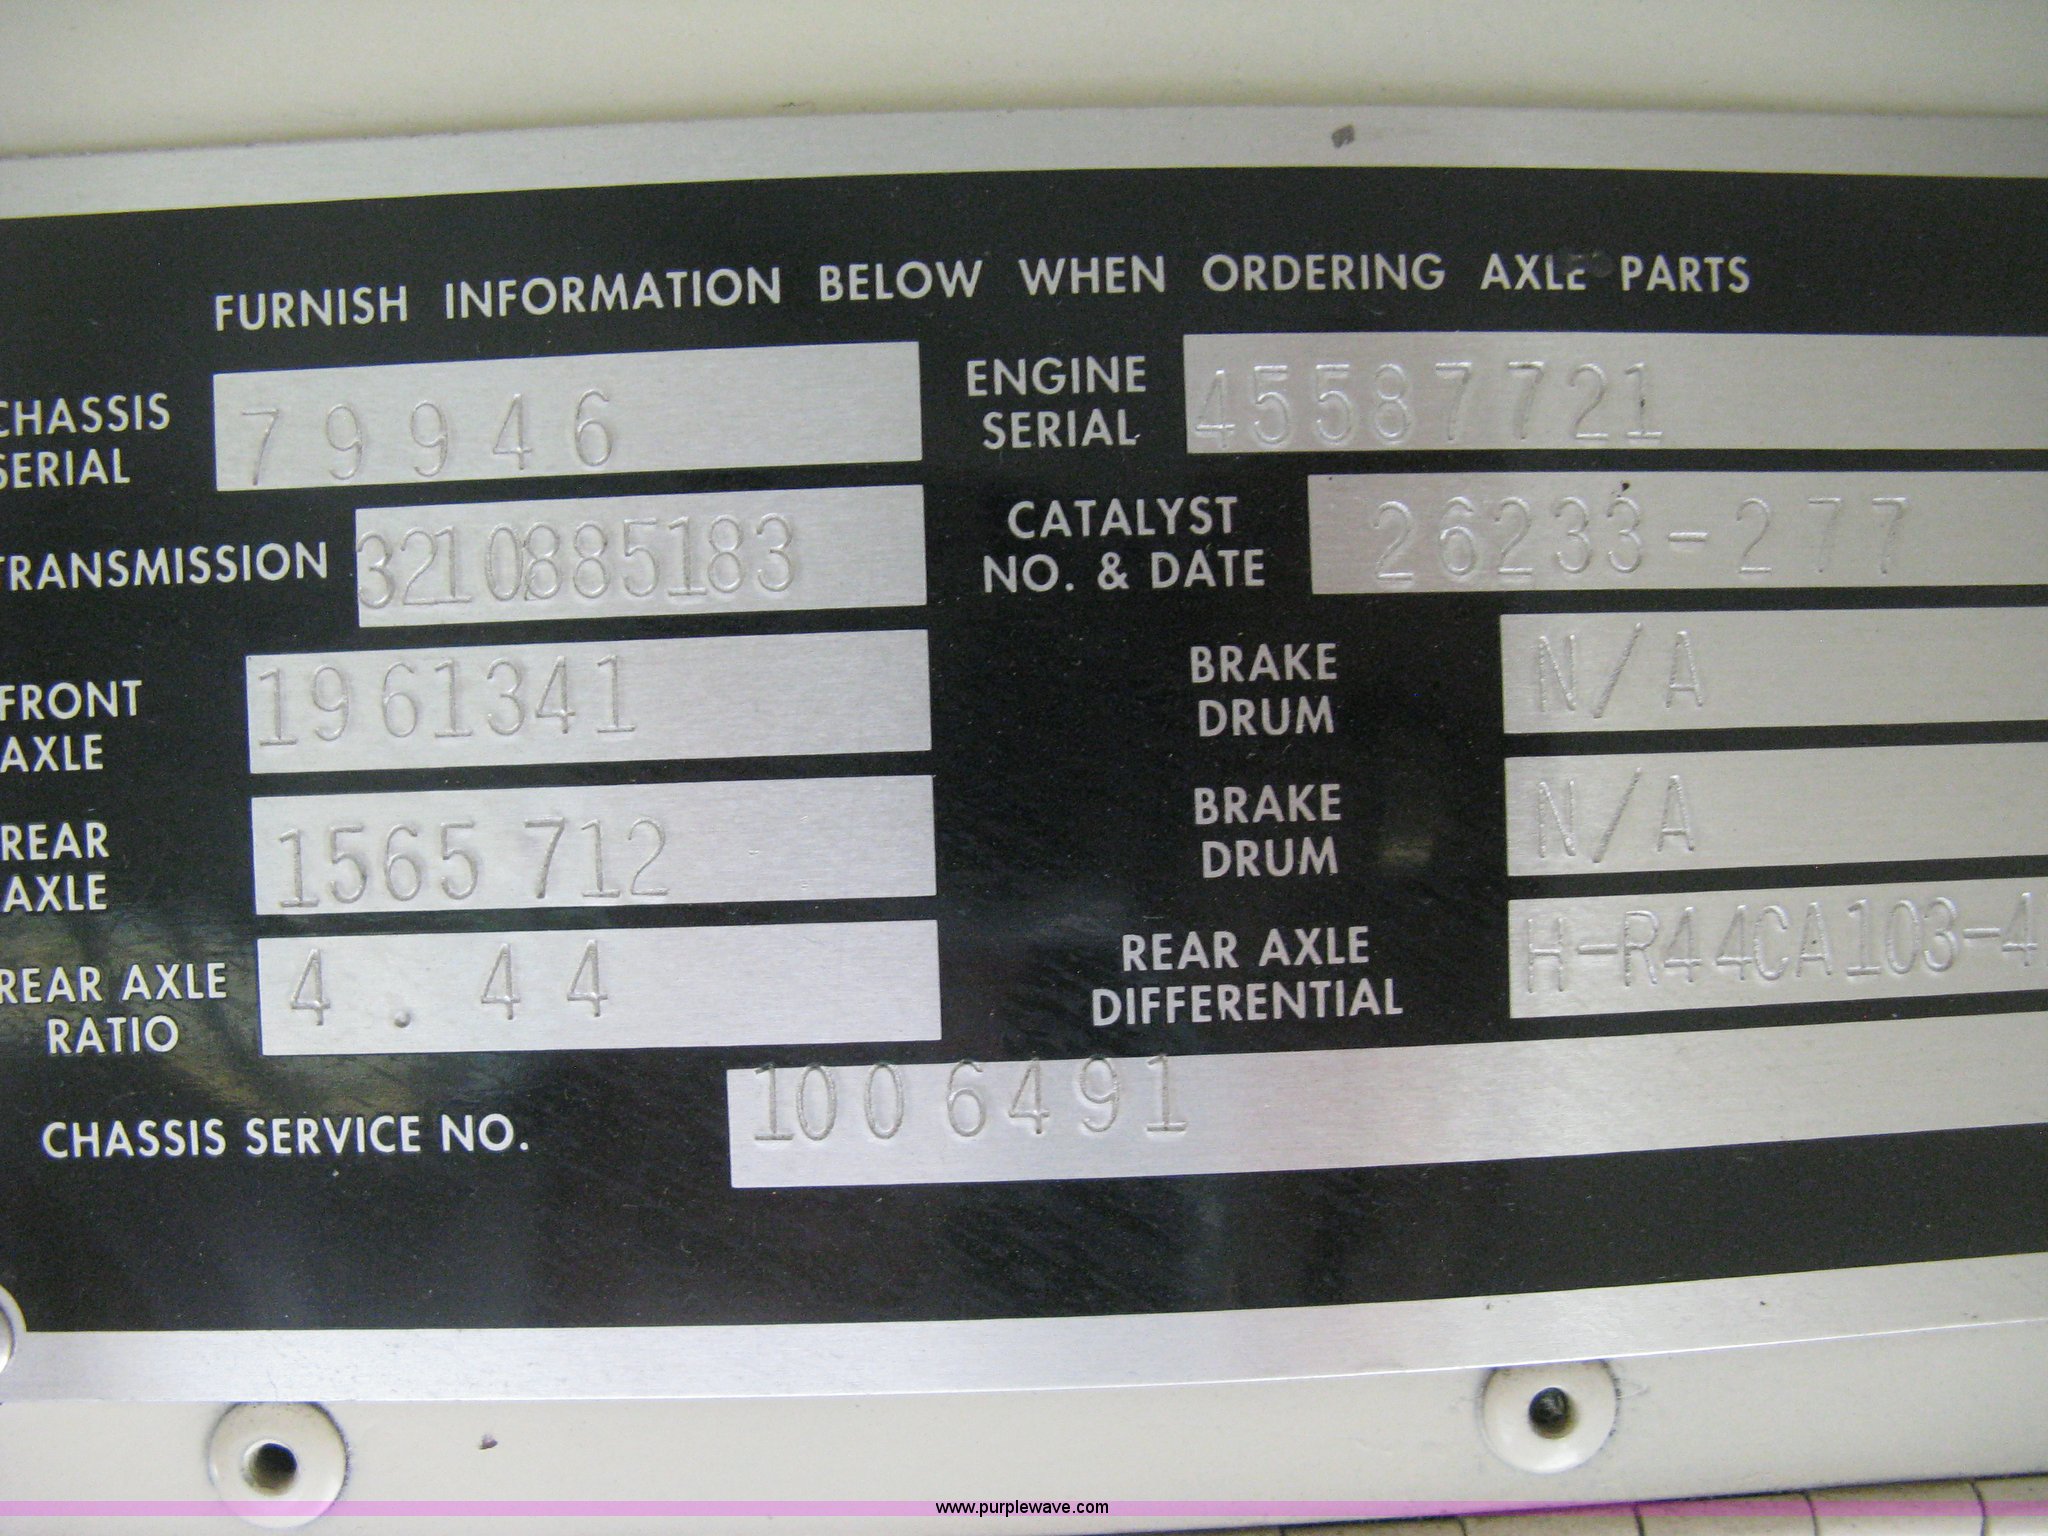 FURNISH INFORMATION BELOW WHEN ORDERING AXLE PARTS
CHASSIS SERIAL 79946
ENGINE SERIAL 45587721
TRANSMISSION 3210885183
CATALYST NO. & DATE 26233-277
FRONT AXLE 1961341
BRAKE DRUM N/A
REAR AXLE 1565712
BRAKE DRUM N/A
REAR AXLE RATIO 4.44
REAR AXLE DIFFERENTIAL H-R44CA103-4
CHASSIS SERVICE NO. 1006491
www.purplewave.com